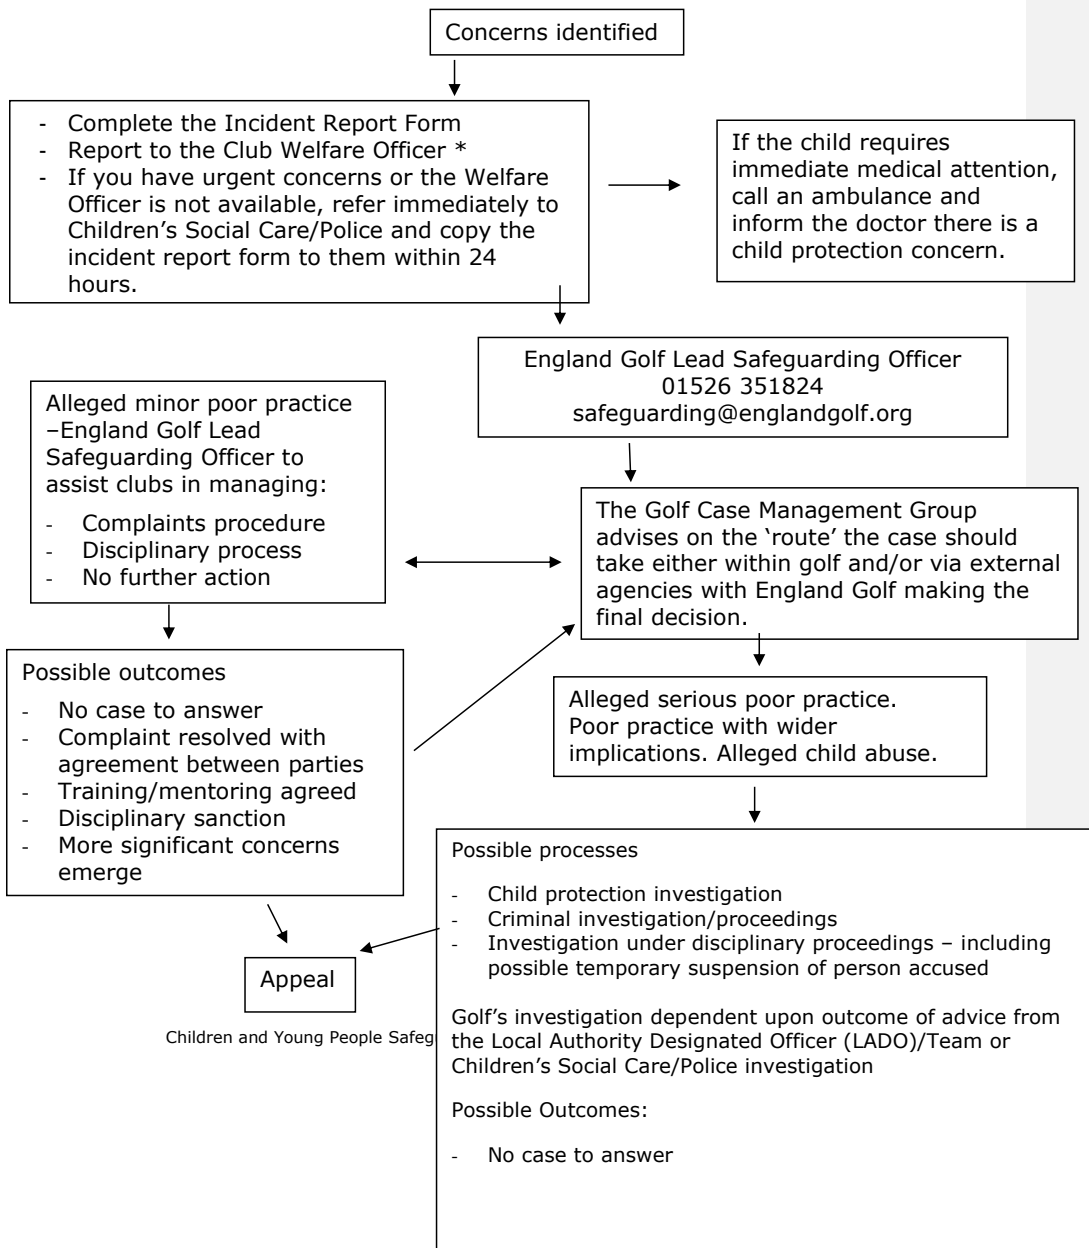 Concerns identified
- Complete the Incident Report Form
- Report to the Club Welfare Officer *
- If you have urgent concerns or the Welfare
Officer is not available, refer immediately to
Children’s Social Care/Police and copy the
incident report form to them within 24
hours.
If the child requires
immediate medical attention,
call an ambulance and
inform the doctor there is a
child protection concern.
England Golf Lead Safeguarding Officer
01526 351824
safeguarding@englandgolf.org
Alleged minor poor practice
–England Golf Lead
Safeguarding Officer to
assist clubs in managing:
- Complaints procedure
- Disciplinary process
- No further action
The Golf Case Management Group
advises on the ‘route’ the case should
take either within golf and/or via external
agencies with England Golf making the
final decision.
Possible outcomes
- No case to answer
- Complaint resolved with
agreement between parties
- Training/mentoring agreed
- Disciplinary sanction
- More significant concerns
emerge
Alleged serious poor practice.
Poor practice with wider
implications. Alleged child abuse.
Possible processes
- Child protection investigation
- Criminal investigation/proceedings
- Investigation under disciplinary proceedings – including
possible temporary suspension of person accused
Golf’s investigation dependent upon outcome of advice from
the Local Authority Designated Officer (LADO)/Team or
Children’s Social Care/Police investigation
Possible Outcomes:
- No case to answer
Appeal
Children and Young People